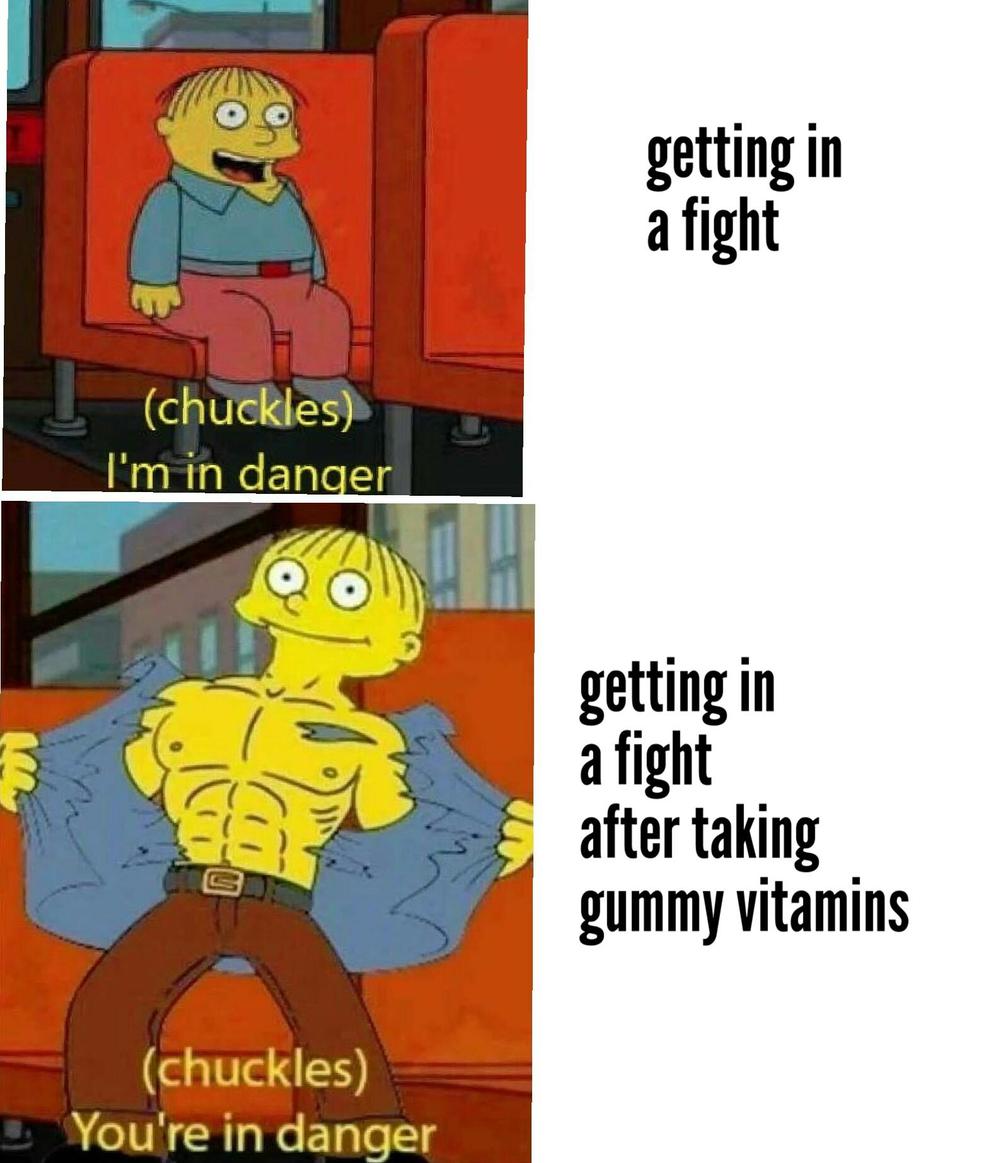 getting in
a fight
(chuckles)
I'm in danger
getting in
a fight
after taking
gummy vitamins
(chuckles)
You're in danger